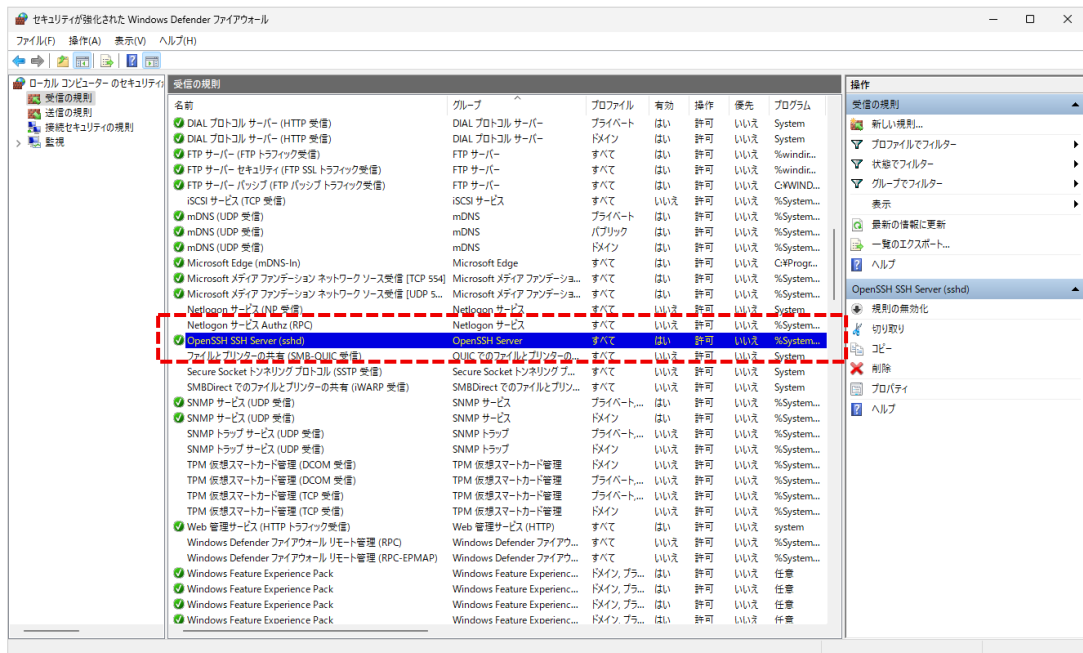 セキュリティが強化された Windows Defender ファイアウォール
ファイル(F) 操作(A) 表示(V) ヘルプ(H)
ローカル コンピューター のセキュリティ
受信の規則
送信の規則
接続セキュリティの規則
監視
受信の規則
名前 グループ プロファイル 有効 操作 優先 プログラム
DIAL プロトコル サーバー (HTTP 受信) DIAL プロトコル サーバー プライベート はい 許可 いいえ System
DIAL プロトコル サーバー (HTTP 受信) DIAL プロトコル サーバー ドメイン はい 許可 いいえ System
FTP サーバー (FTP トラフィック受信) FTP サーバー すべて はい 許可 いいえ %windir...
FTP サーバー セキュリティ (FTP SSL トラフィック受信) FTP サーバー すべて はい 許可 いいえ %windir...
FTP サーバー パッシブ (FTP パッシブ トラフィック受信) FTP サーバー すべて はい 許可 いいえ C:¥WIND...
iSCSI サービス (TCP 受信) iSCSI サービス すべて いいえ 許可 いいえ %System...
mDNS (UDP 受信) mDNS プライベート はい 許可 いいえ %System...
mDNS (UDP 受信) mDNS パブリック はい 許可 いいえ %System...
mDNS (UDP 受信) mDNS ドメイン はい 許可 いいえ %System...
Microsoft Edge (mDNS-In) Microsoft Edge すべて はい 許可 いいえ C:¥Progr...
Microsoft メディア ファンデーション ネットワーク ソース受信 [TCP 554] Microsoft メディア ファンデーショ... すべて はい 許可 いいえ %System...
Microsoft メディア ファンデーション ネットワーク ソース受信 [UDP 5... Microsoft メディア ファンデーショ... すべて はい 許可 いいえ %System...
Netlogon サービス (NP 受信) Netlogon サービス すべて いいえ 許可 いいえ System
Netlogon サービス Authz (RPC) Netlogon サービス すべて いいえ 許可 いいえ %System...
OpenSSH SSH Server (sshd) OpenSSH Server すべて はい 許可 いいえ %System...
ファイルとプリンターの共有 (SMB-QUIC 受信) QUIC でのファイルとプリンターの... すべて いいえ 許可 いいえ System
Secure Socket トンネリング プロトコル (SSTP 受信) Secure Socket トンネリング プ... すべて いいえ 許可 いいえ System
SMBDirect でのファイルとプリンターの共有 (iWARP 受信) SMBDirect でのファイルとプリン... すべて いいえ 許可 いいえ System
SNMP サービス (UDP 受信) SNMP サービス プライベート,... はい 許可 いいえ %System...
SNMP サービス (UDP 受信) SNMP サービス ドメイン はい 許可 いいえ %System...
SNMP トラップ サービス (UDP 受信) SNMP トラップ プライベート,... いいえ 許可 いいえ %System...
SNMP トラップ サービス (UDP 受信) SNMP トラップ ドメイン いいえ 許可 いいえ %System...
TPM 仮想スマートカード管理 (DCOM 受信) TPM 仮想スマートカード管理 ドメイン いいえ 許可 いいえ %System...
TPM 仮想スマートカード管理 (DCOM 受信) TPM 仮想スマートカード管理 プライベート,... いいえ 許可 いいえ %System...
TPM 仮想スマートカード管理 (TCP 受信) TPM 仮想スマートカード管理 プライベート,... いいえ 許可 いいえ %System...
TPM 仮想スマートカード管理 (TCP 受信) TPM 仮想スマートカード管理 ドメイン いいえ 許可 いいえ %System...
Web 管理サービス (HTTP トラフィック受信) Web 管理サービス (HTTP) すべて はい 許可 いいえ system
Windows Defender ファイアウォール リモート管理 (RPC) Windows Defender ファイアウ... すべて いいえ 許可 いいえ %System...
Windows Defender ファイアウォール リモート管理 (RPC-EPMAP) Windows Defender ファイアウ... すべて いいえ 許可 いいえ %System...
Windows Feature Experience Pack Windows Feature Experienc... ドメイン, プラ... はい 許可 いいえ 任意
Windows Feature Experience Pack Windows Feature Experienc... ドメイン, プラ... はい 許可 いいえ 任意
Windows Feature Experience Pack Windows Feature Experienc... ドメイン, プラ... はい 許可 いいえ 任意
Windows Feature Experience Pack Windows Feature Experienc... ドメイン, プラ... はい 許可 いいえ 任意
操作
受信の規則
新しい規則...
プロファイルでフィルター
状態でフィルター
グループでフィルター
表示
最新の情報に更新
一覧のエクスポート...
ヘルプ
OpenSSH SSH Server (sshd)
規則の無効化
切り取り
コピー
削除
プロパティ
ヘルプ